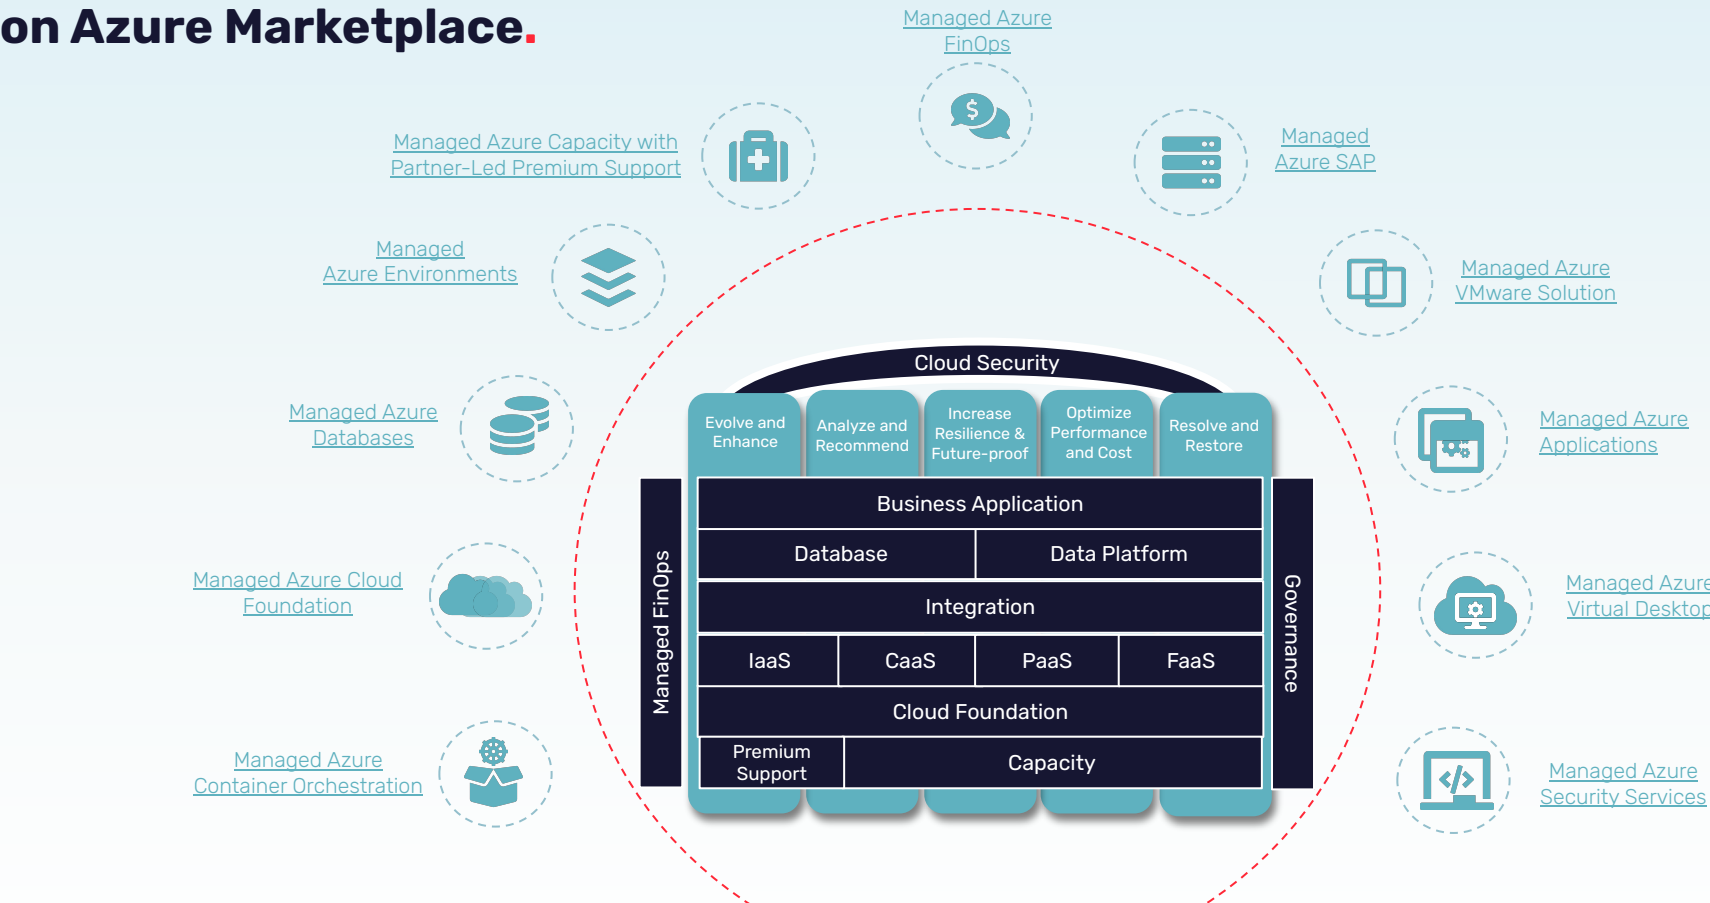 on Azure Marketplace.
Managed Azure
FinOps
Managed Azure Capacity with
Partner-Led Premium Support
Managed
Azure SAP
Managed
Azure Environments
Managed Azure
VMware Solution
Managed Azure
Databases
Managed Azure
Applications
Managed Azure Cloud
Foundation
Managed Azure
Virtual Desktop
Managed Azure
Container Orchestration
Managed Azure
Security Services
Cloud Security
Evolve and
Enhance
Analyze and
Recommend
Increase
Resilience &
Future-proof
Optimize
Performance
and Cost
Resolve and
Restore
Managed FinOps
Business Application
Database
Data Platform
Integration
IaaS
CaaS
PaaS
FaaS
Cloud Foundation
Premium
Support
Capacity
Governance
$